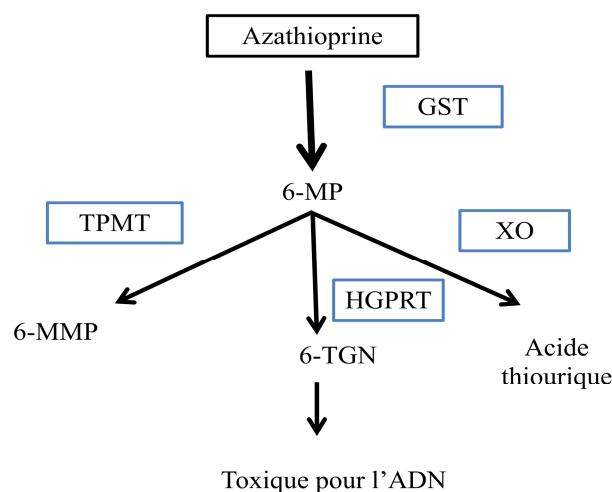 Azathioprine
GST
6-MP
TPMT
XO
HGPRT
6-MMP
6-TGN
Acide
thiourique
Toxique pour l'ADN